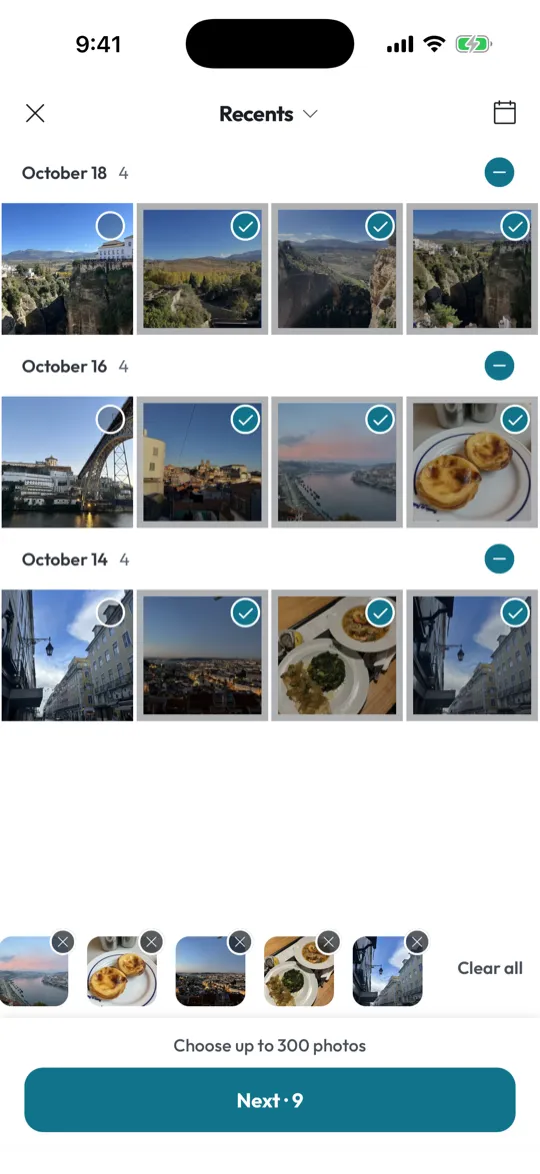 9:41
Recents
October 18 4
October 16 4
October 14 4
Clear all
Choose up to 300 photos
Next · 9